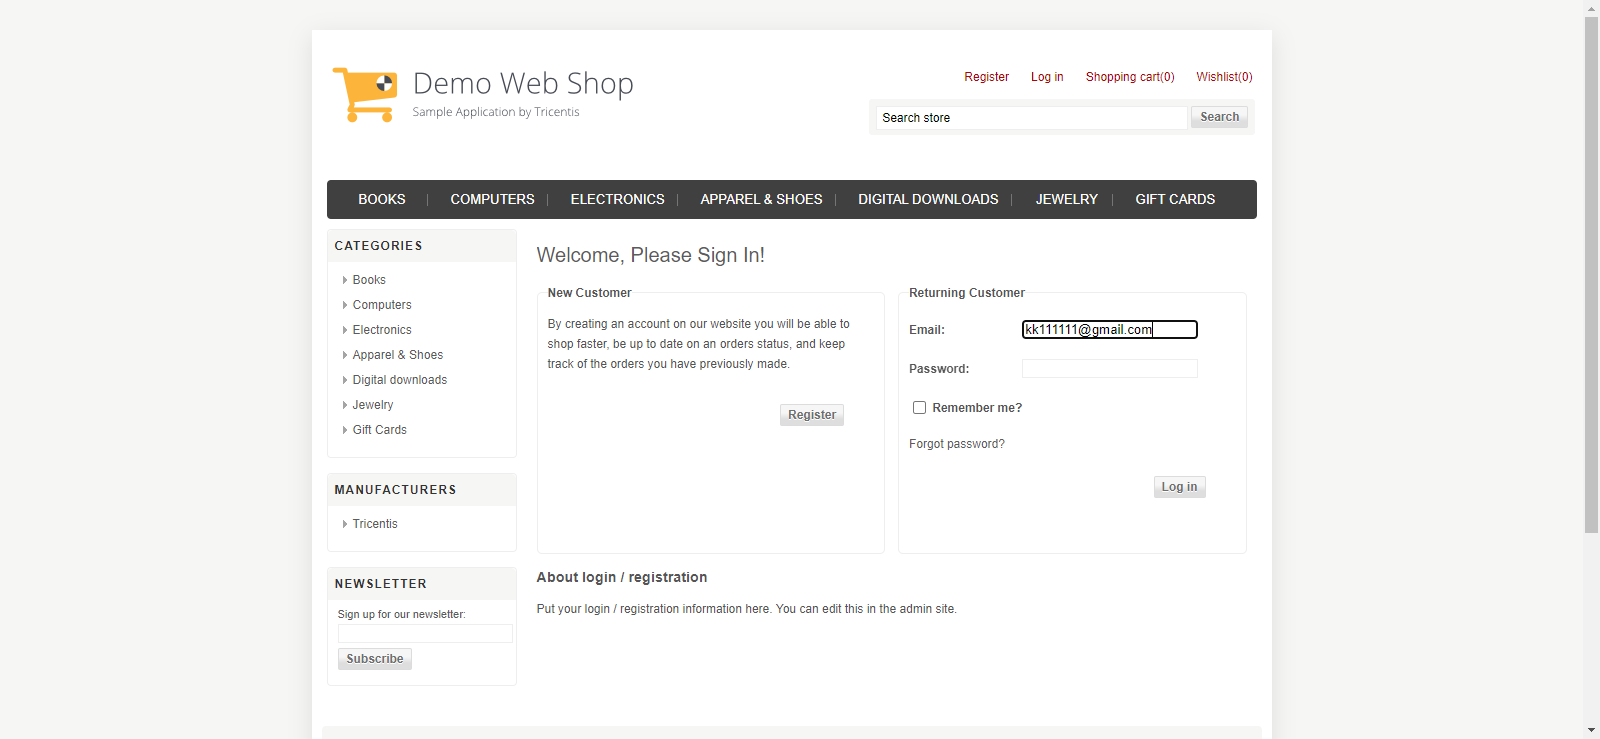 Demo Web Shop
Sample Application by Tricentis
Register Log in Shopping cart(0) Wishlist(0)
Search store Search
BOOKS COMPUTERS ELECTRONICS APPAREL & SHOES DIGITAL DOWNLOADS JEWELRY GIFT CARDS
CATEGORIES
Books
Computers
Electronics
Apparel & Shoes
Digital downloads
Jewelry
Gift Cards
MANUFACTURERS
Tricentis
NEWSLETTER
Sign up for our newsletter:
Subscribe
Welcome, Please Sign In!
New Customer
By creating an account on our website you will be able to
shop faster, be up to date on an orders status, and keep
track of the orders you have previously made.
Register
Returning Customer
Email: kk111111@gmail.com
Password:
Remember me?
Forgot password?
Log in
About login / registration
Put your login / registration information here. You can edit this in the admin site.